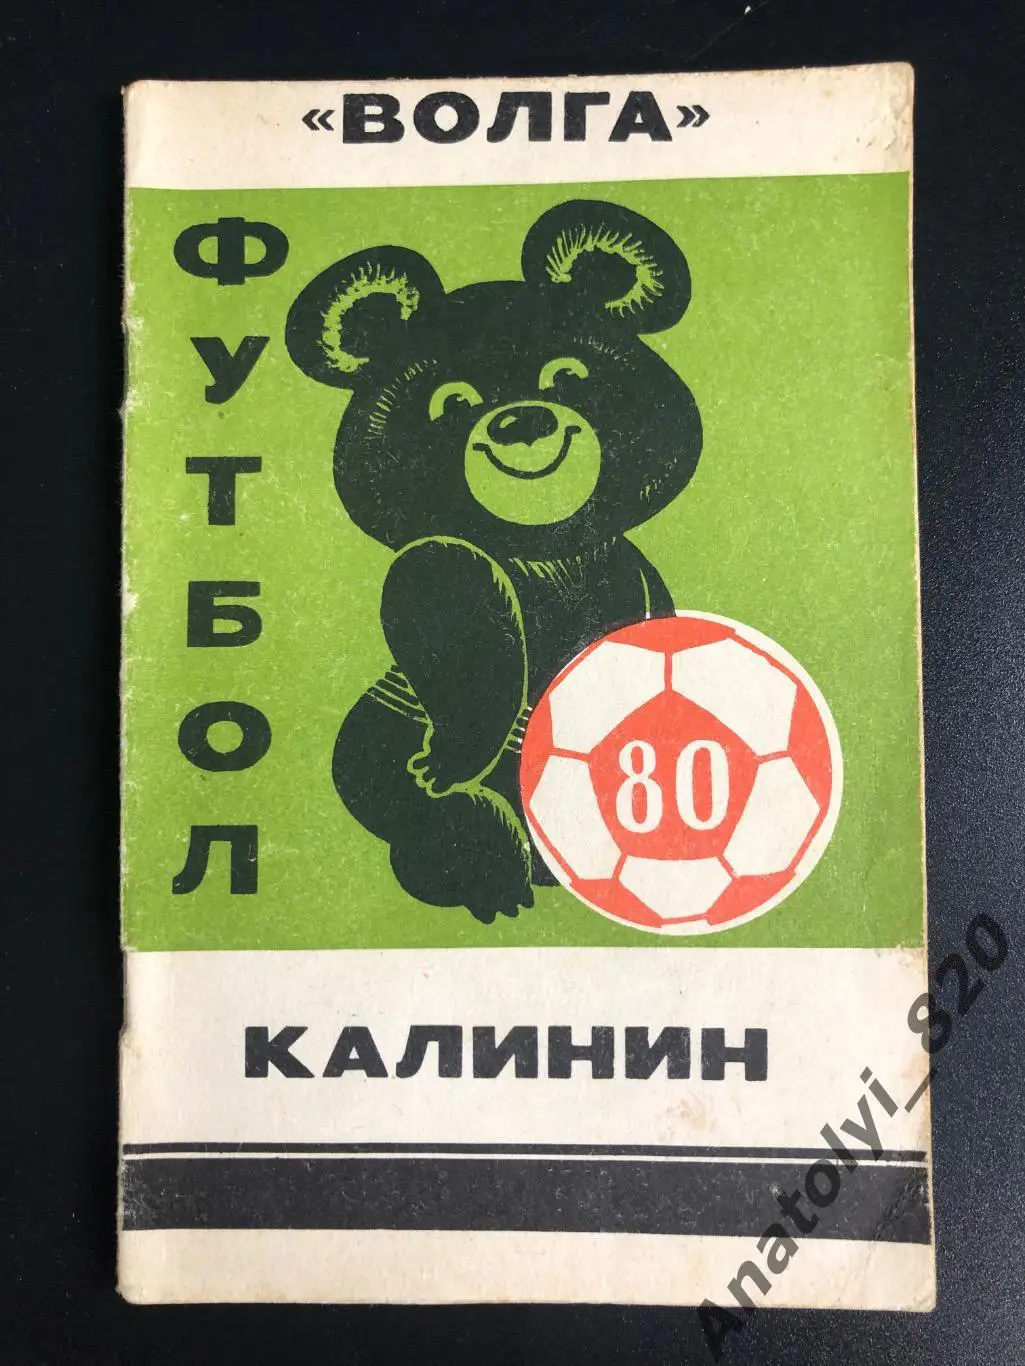 «ВОЛГА»
ФУТБОЛ
80
КАЛИНИН
Anatolyi_820